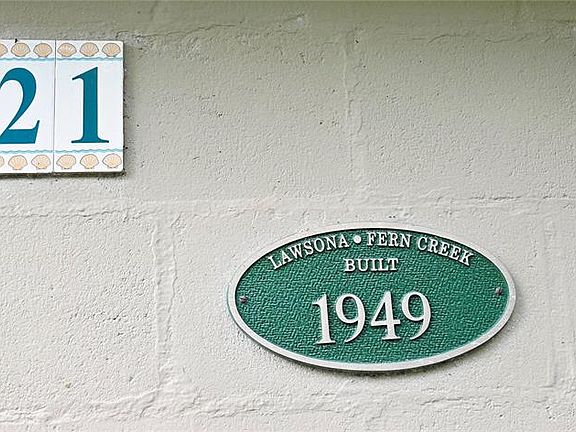 21
LAWSONA • FERN CREEK
BUILT
1949